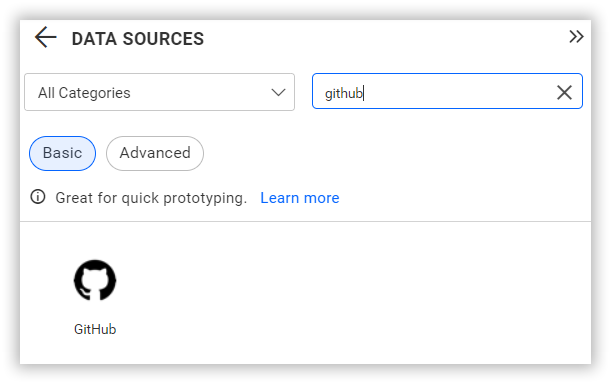 DATA SOURCES
All Categories
github
Basic
Advanced
Great for quick prototyping. Learn more
GitHub